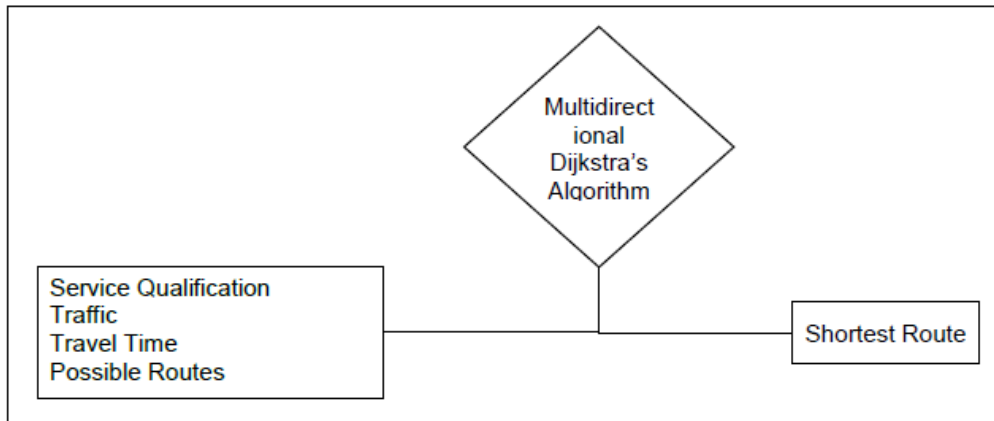 Multidirect
ional
Dijkstra's
Algorithm
Service Qualification
Traffic
Travel Time
Possible Routes
Shortest Route